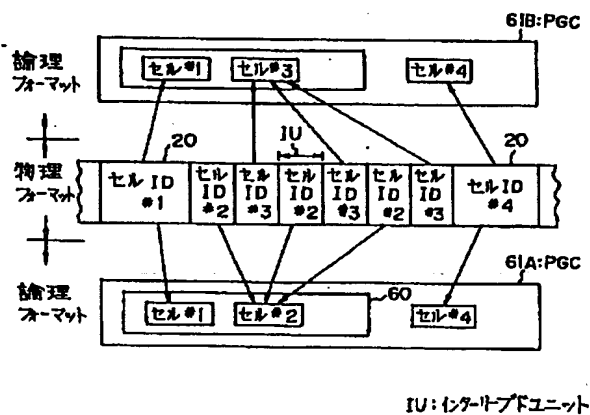 61B:PGC
論理
フォーマット
セル#1
セル#3
セル#4
20
IU
20
物理
フォーマット
セル ID
#1
セル
ID
#2
セル
ID
#3
セル
ID
#2
セル
ID
#3
セル
ID
#2
セル
ID
#3
セル ID
#4
61A:PGC
論理
フォーマット
60
セル#1
セル#2
セル#4
IU:インターリーブドユニット